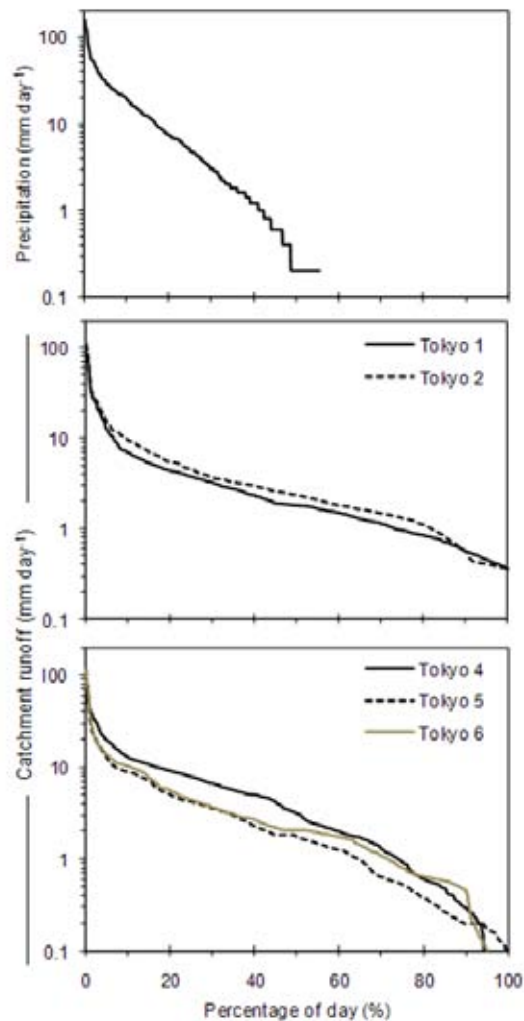 Precipitation (mm day-1)
100
10
1
0.1
Catchment runoff (mm day-1)
100
10
1
0.1
Tokyo 1
Tokyo 2
100
10
1
0.1
Tokyo 4
Tokyo 5
Tokyo 6
0 20 40 60 80 100
Percentage of day (%)